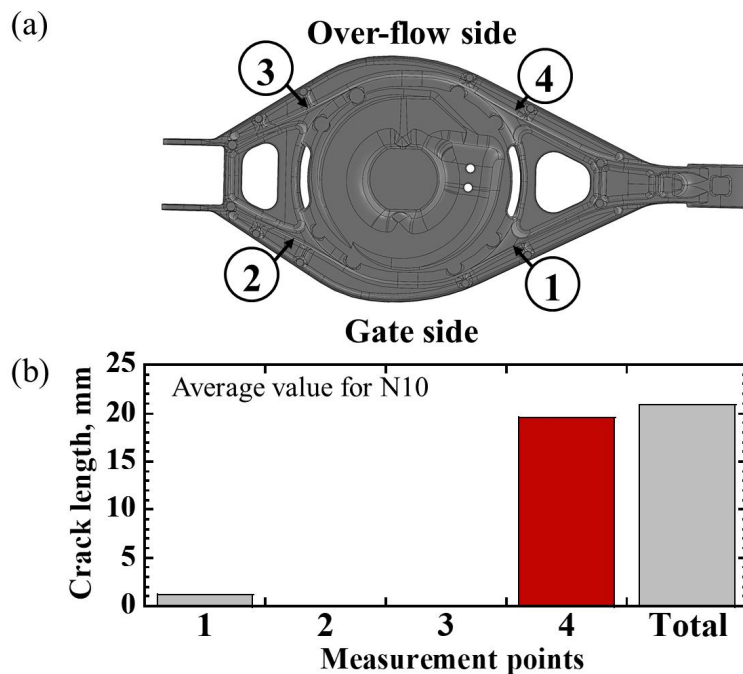 (a)
Over-flow side
3
4
2
1
Gate side
(b)
Average value for N10
Crack length, mm
25
20
15
10
5
0
1 2 3 4 Total
Measurement points